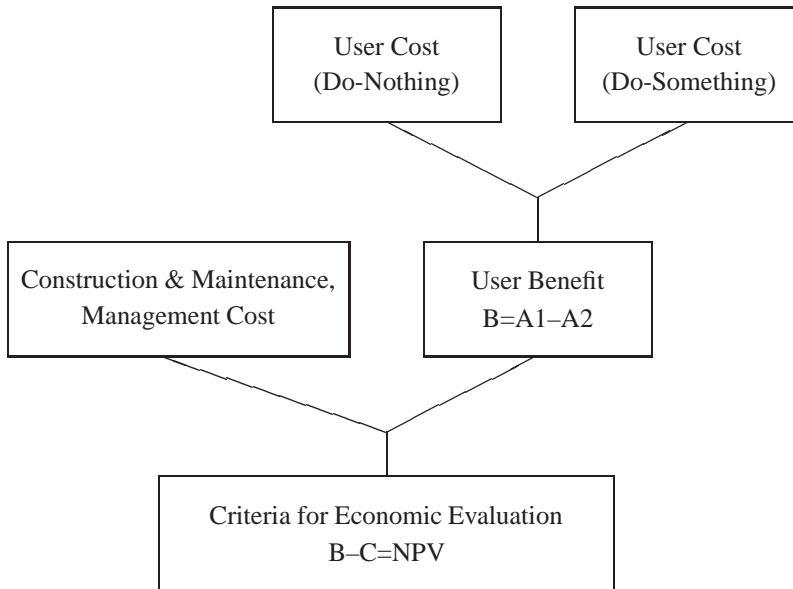 User Cost
(Do-Nothing)
User Cost
(Do-Something)
Construction & Maintenance,
Management Cost
User Benefit
B=A1–A2
Criteria for Economic Evaluation
B–C=NPV